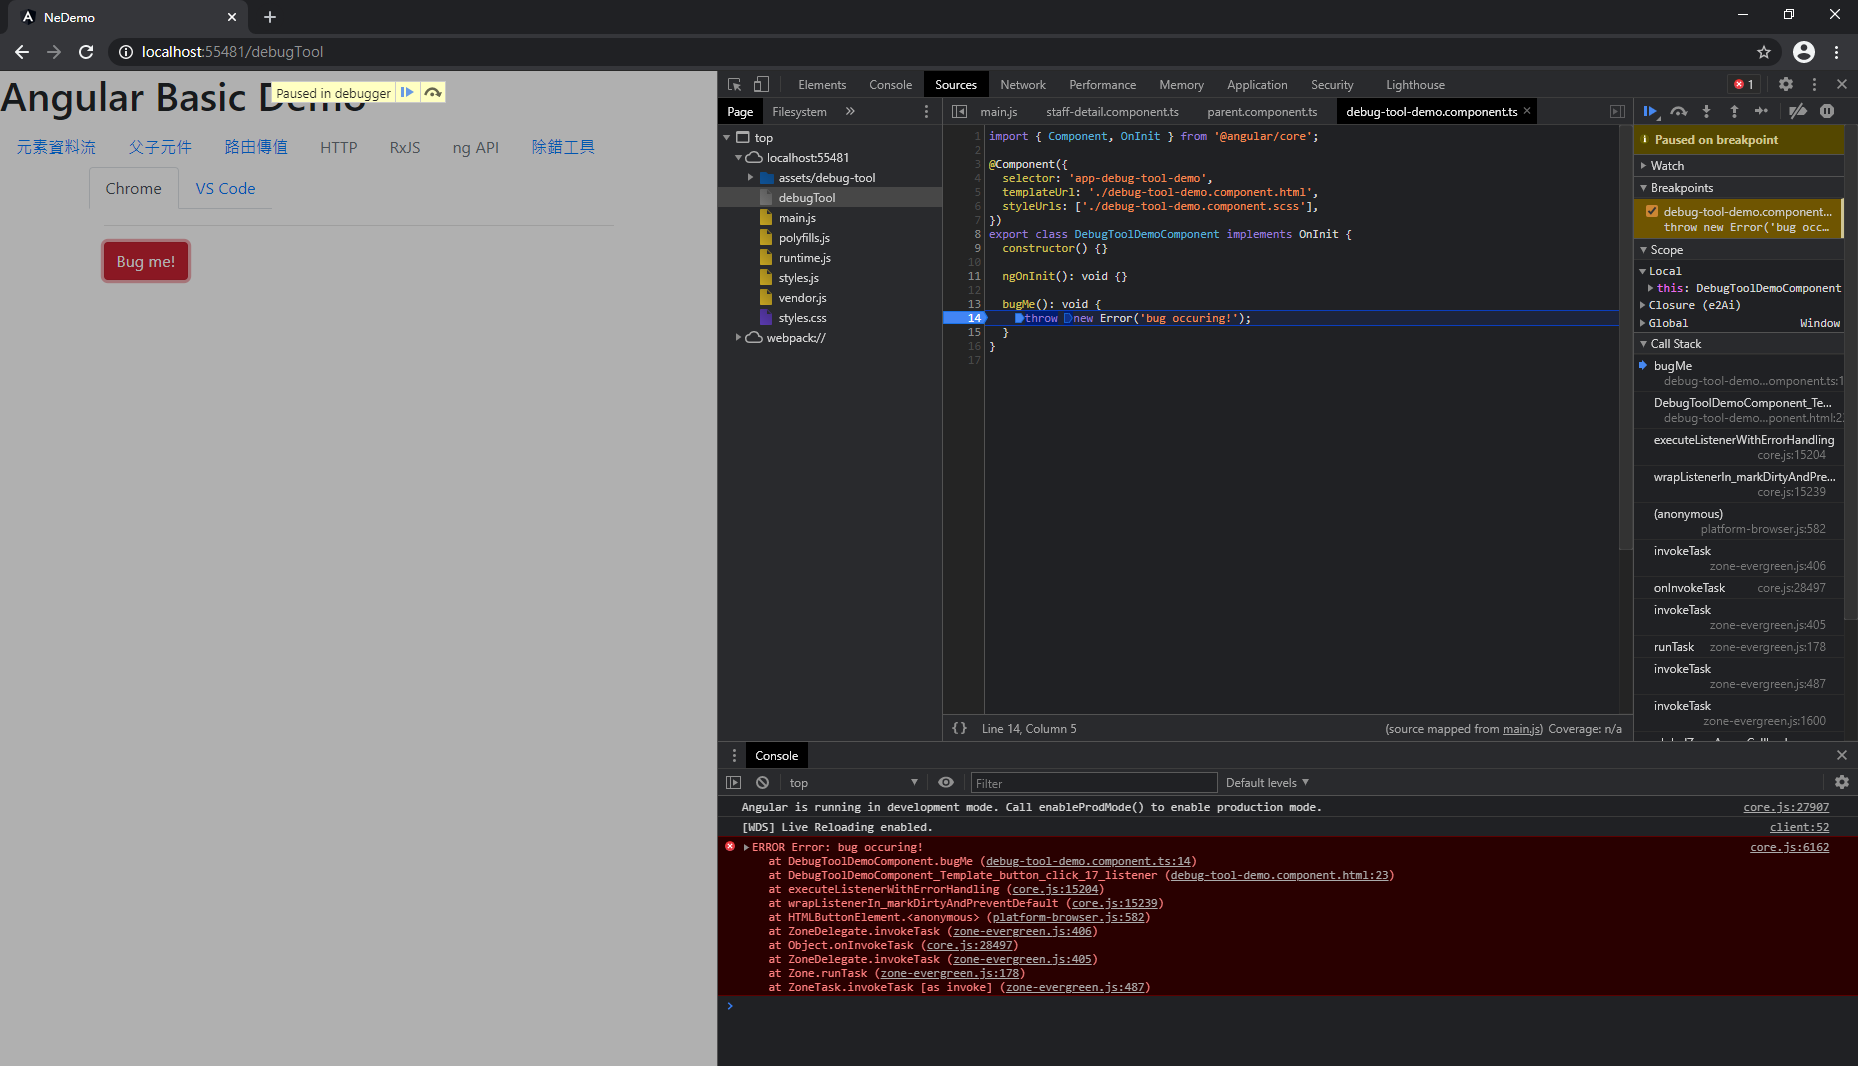 NeDemo
localhost:55481/debugTool
Angular Basic Demo
Paused in debugger
元素資料流 父子元件 路由傳值 HTTP RxJS ng API 除錯工具
Chrome VS Code
Bug me!
Elements Console Sources Network Performance Memory Application Security Lighthouse 1
Page Filesystem »
main.js staff-detail.component.ts parent.component.ts debug-tool-demo.component.ts
top
localhost:55481
assets/debug-tool
debugTool
main.js
polyfills.js
runtime.js
styles.js
vendor.js
styles.css
webpack://
1 import { Component, OnInit } from '@angular/core';
2
3 @Component({
4 selector: 'app-debug-tool-demo',
5 templateUrl: './debug-tool-demo.component.html',
6 styleUrls: ['./debug-tool-demo.component.scss'],
7 })
8 export class DebugToolDemoComponent implements OnInit {
9 constructor() {}
10
11 ngOnInit(): void {}
12
13 bugMe(): void {
14 throw new Error('bug occuring!');
15 }
16 }
17
{} Line 14, Column 5 (source mapped from main.js) Coverage: n/a
Paused on breakpoint
Watch
Breakpoints
debug-tool-demo.component...
throw new Error('bug occ...
Scope
Local
this: DebugToolDemoComponent
Closure (e2Ai)
Global Window
Call Stack
bugMe
debug-tool-demo...omponent.ts:1
DebugToolDemoComponent_Te...
debug-tool-demo...ponent.html:2
executeListenerWithErrorHandling
core.js:15204
wrapListenerIn_markDirtyAndPre...
core.js:15239
(anonymous)
platform-browser.js:582
invokeTask
zone-evergreen.js:406
onInvokeTask core.js:28497
invokeTask
zone-evergreen.js:405
runTask zone-evergreen.js:178
invokeTask
zone-evergreen.js:487
invokeTask
zone-evergreen.js:1600
Console
top Filter Default levels
Angular is running in development mode. Call enableProdMode() to enable production mode. core.js:27907
[WDS] Live Reloading enabled. client:52
ERROR Error: bug occuring! core.js:6162
at DebugToolDemoComponent.bugMe (debug-tool-demo.component.ts:14)
at DebugToolDemoComponent_Template_button_click_17_listener (debug-tool-demo.component.html:23)
at executeListenerWithErrorHandling (core.js:15204)
at wrapListenerIn_markDirtyAndPreventDefault (core.js:15239)
at HTMLButtonElement.<anonymous> (platform-browser.js:582)
at ZoneDelegate.invokeTask (zone-evergreen.js:406)
at Object.onInvokeTask (core.js:28497)
at ZoneDelegate.invokeTask (zone-evergreen.js:405)
at Zone.runTask (zone-evergreen.js:178)
at ZoneTask.invokeTask [as invoke] (zone-evergreen.js:487)